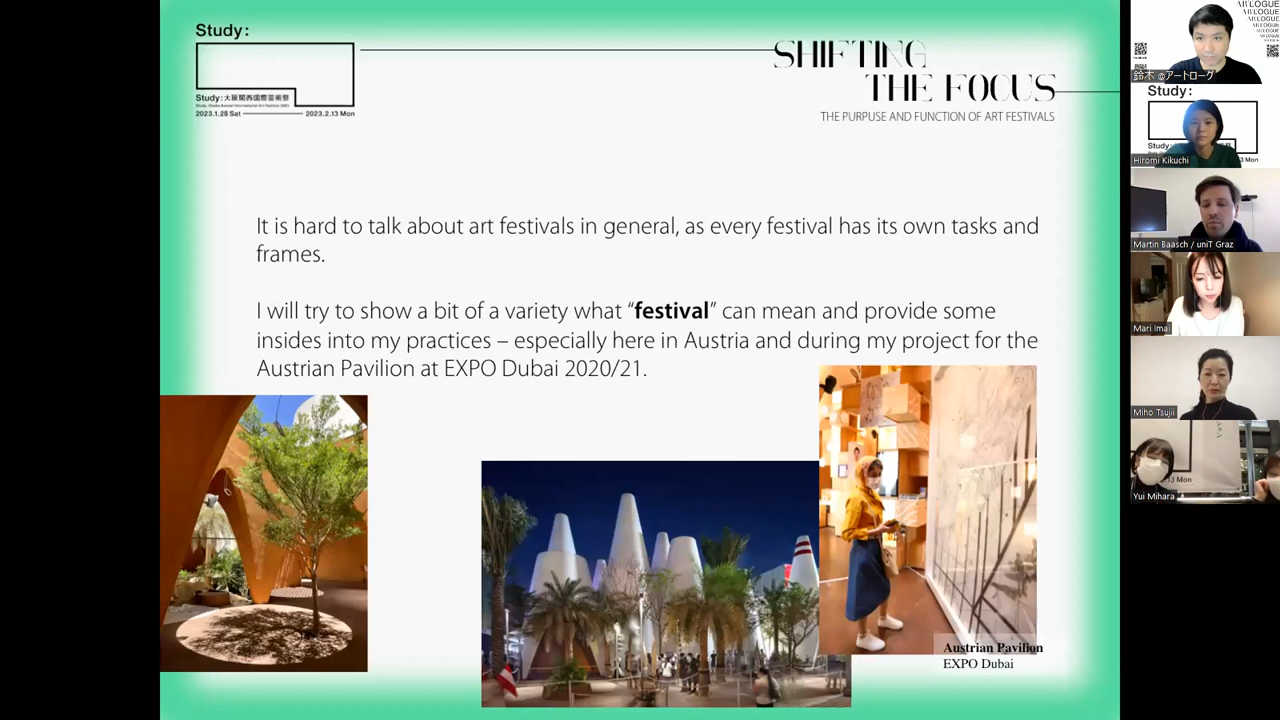 Study:
Study:大阪関西国際芸術祭
2023.1.28 Sat
2023.2.13 Mon
SHIFTING
THE FOCUS
THE PURPUSE AND FUNCTION OF ART FESTIVALS
It is hard to talk about art festivals in general, as every festival has its own tasks and
frames.
I will try to show a bit of a variety what “festival” can mean and provide some
insides into my practices – especially here in Austria and during my project for the
Austrian Pavilion at EXPO Dubai 2020/21.
Austrian Pavilion
EXPO Dubai
鈴木 @アートローグ
Study:
Hiromi Kikuchi
Martin Baasch / uniT Graz
Mari Imai
Miho Tsujii
Yui Mihara